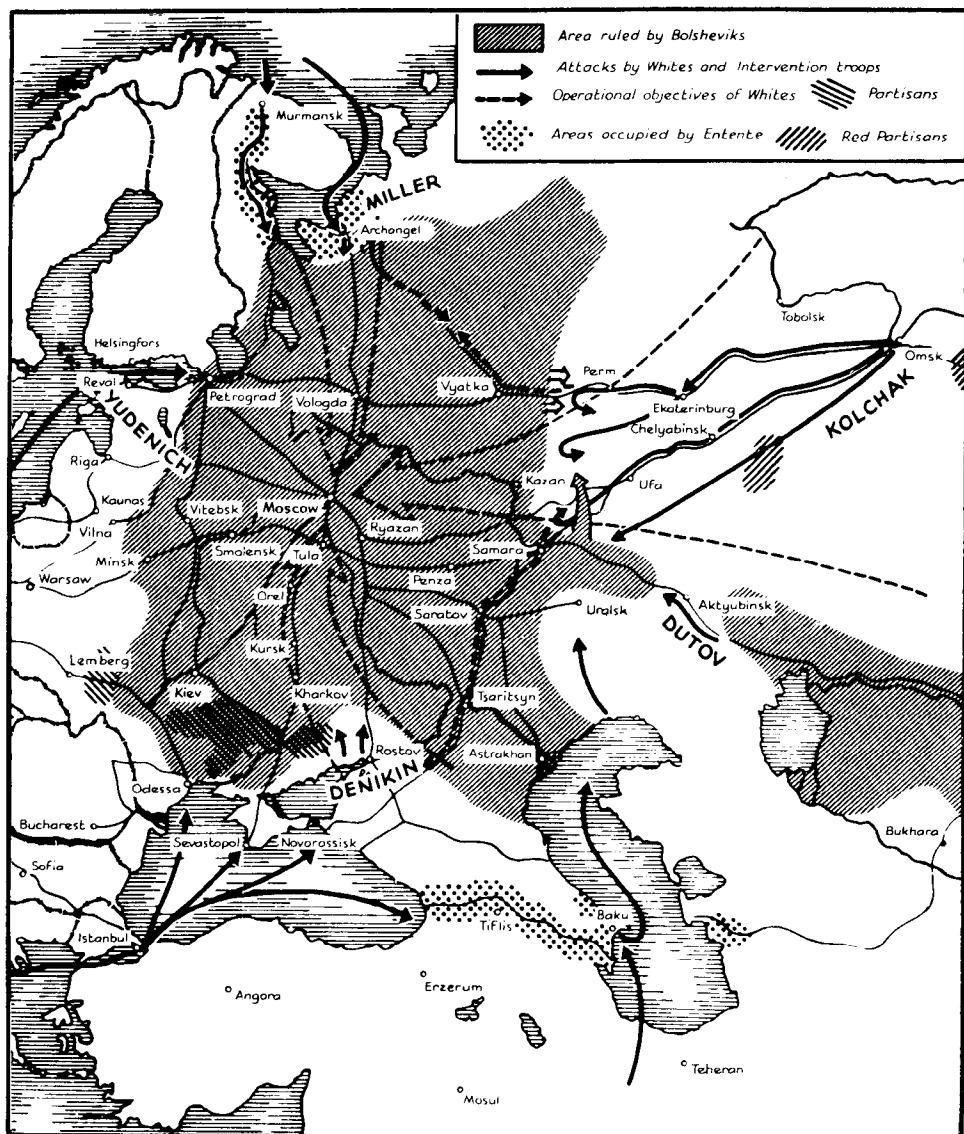 Area ruled by Bolsheviks
Attacks by Whites and Intervention troops
Operational objectives of Whites
Partisans
Areas occupied by Entente
Red Partisans
Murmansk
MILLER
Archangel
Tobolsk
Helsingfors
Omsk
Reval
Petrograd
Vologda
Vyatka
Perm
Ekaterinburg
Chelyabinsk
KOLCHAK
YUDENICH
Riga
Kazan
Ufa
Kaunas
Vitebsk
Moscow
Vilna
Ryazan
Minsk
Smolensk
Tula
Samara
Warsaw
Penza
Orel
Saratov
Uralsk
Aktyubinsk
DUTOV
Kursk
Lemberg
Kiev
Kharkov
Tsaritsyn
Rostov
Astrakhan
DENIKIN
Odessa
Bucharest
Sevastopol
Novorossisk
Bukhara
Sofia
Tiflis
Baku
Istanbul
Angora
Erzerum
Teheran
Mosul